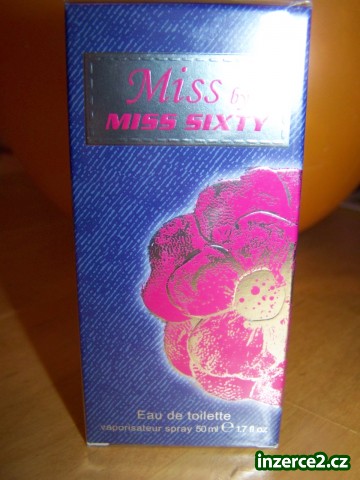 Miss by
MISS SIXTY
Eau de toilette
vaporisateur spray 50 ml ℮ 1.7 fl oz
inzerce2.cz